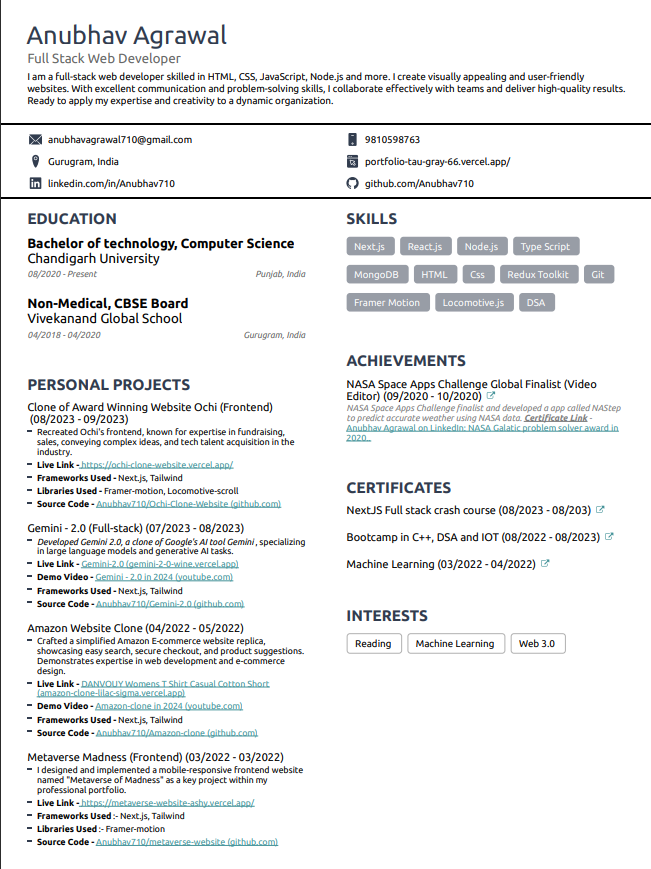 Anubhav Agrawal
Full Stack Web Developer
I am a full-stack web developer skilled in HTML, CSS, JavaScript, Node.js and more. I create visually appealing and user-friendly
websites. With excellent communication and problem-solving skills, I collaborate effectively with teams and deliver high-quality results.
Ready to apply my expertise and creativity to a dynamic organization.
anubhavagrawal710@gmail.com
9810598763
Gurugram, India
portfolio-tau-gray-66.vercel.app/
linkedin.com/in/Anubhav710
github.com/Anubhav710
EDUCATION
Bachelor of technology, Computer Science
Chandigarh University
08/2020 - Present Punjab, India
Non-Medical, CBSE Board
Vivekanand Global School
04/2018 - 04/2020 Gurugram, India
PERSONAL PROJECTS
Clone of Award Winning Website Ochi (Frontend)
(08/2023 - 09/2023)
Recreated Ochi's frontend, known for expertise in fundraising,
sales, conveying complex ideas, and tech talent acquisition in the
industry.
Live Link - https://ochi-clone-website.vercel.app/
Frameworks Used - Next.js, Tailwind
Libraries Used - Framer-motion, Locomotive-scroll
Source Code - Anubhav710/Ochi-Clone-Website (github.com)
Gemini - 2.0 (Full-stack) (07/2023 - 08/2023)
Developed Gemini 2.0, a clone of Google's AI tool Gemini, specializing
in large language models and generative AI tasks.
Live Link - Gemini-2.0 (gemini-2-0-wine.vercel.app)
Demo Video - Gemini - 2.0 in 2024 (youtube.com)
Frameworks Used - Next.js, Tailwind
Source Code - Anubhav710/Gemini-2.0 (github.com)
Amazon Website Clone (04/2022 - 05/2022)
Crafted a simplified Amazon E-commerce website replica,
showcasing easy search, secure checkout, and product suggestions.
Demonstrates expertise in web development and e-commerce
design.
Live Link - DANVOUY Womens T Shirt Casual Cotton Short
(amazon-clone-lilac-sigma.vercel.app)
Demo Video - Amazon-clone in 2024 (youtube.com)
Frameworks Used - Next.js, Tailwind
Source Code - Anubhav710/Amazon-clone (github.com)
Metaverse Madness (Frontend) (03/2022 - 03/2022)
I designed and implemented a mobile-responsive frontend website
named "Metaverse of Madness" as a key project within my
professional portfolio.
Live Link - https://metaverse-website-ashy.vercel.app/
Frameworks Used :- Next.js, Tailwind
Libraries Used :- Framer-motion
Source Code - Anubhav710/metaverse-website (github.com)
SKILLS
Next.js React.js Node.js Type Script
MongoDB HTML Css Redux Toolkit Git
Framer Motion Locomotive.js DSA
ACHIEVEMENTS
NASA Space Apps Challenge Global Finalist (Video
Editor) (09/2020 - 10/2020)
NASA Space Apps Challenge finalist and developed a app called NAStep
to predict accurate weather using NASA data. Certificate Link -
Anubhav Agrawal on LinkedIn: NASA Galatic problem solver award in
2020..
CERTIFICATES
NextJS Full stack crash course (08/2023 - 08/203)
Bootcamp in C++, DSA and IOT (08/2022 - 08/2023)
Machine Learning (03/2022 - 04/2022)
INTERESTS
Reading Machine Learning Web 3.0